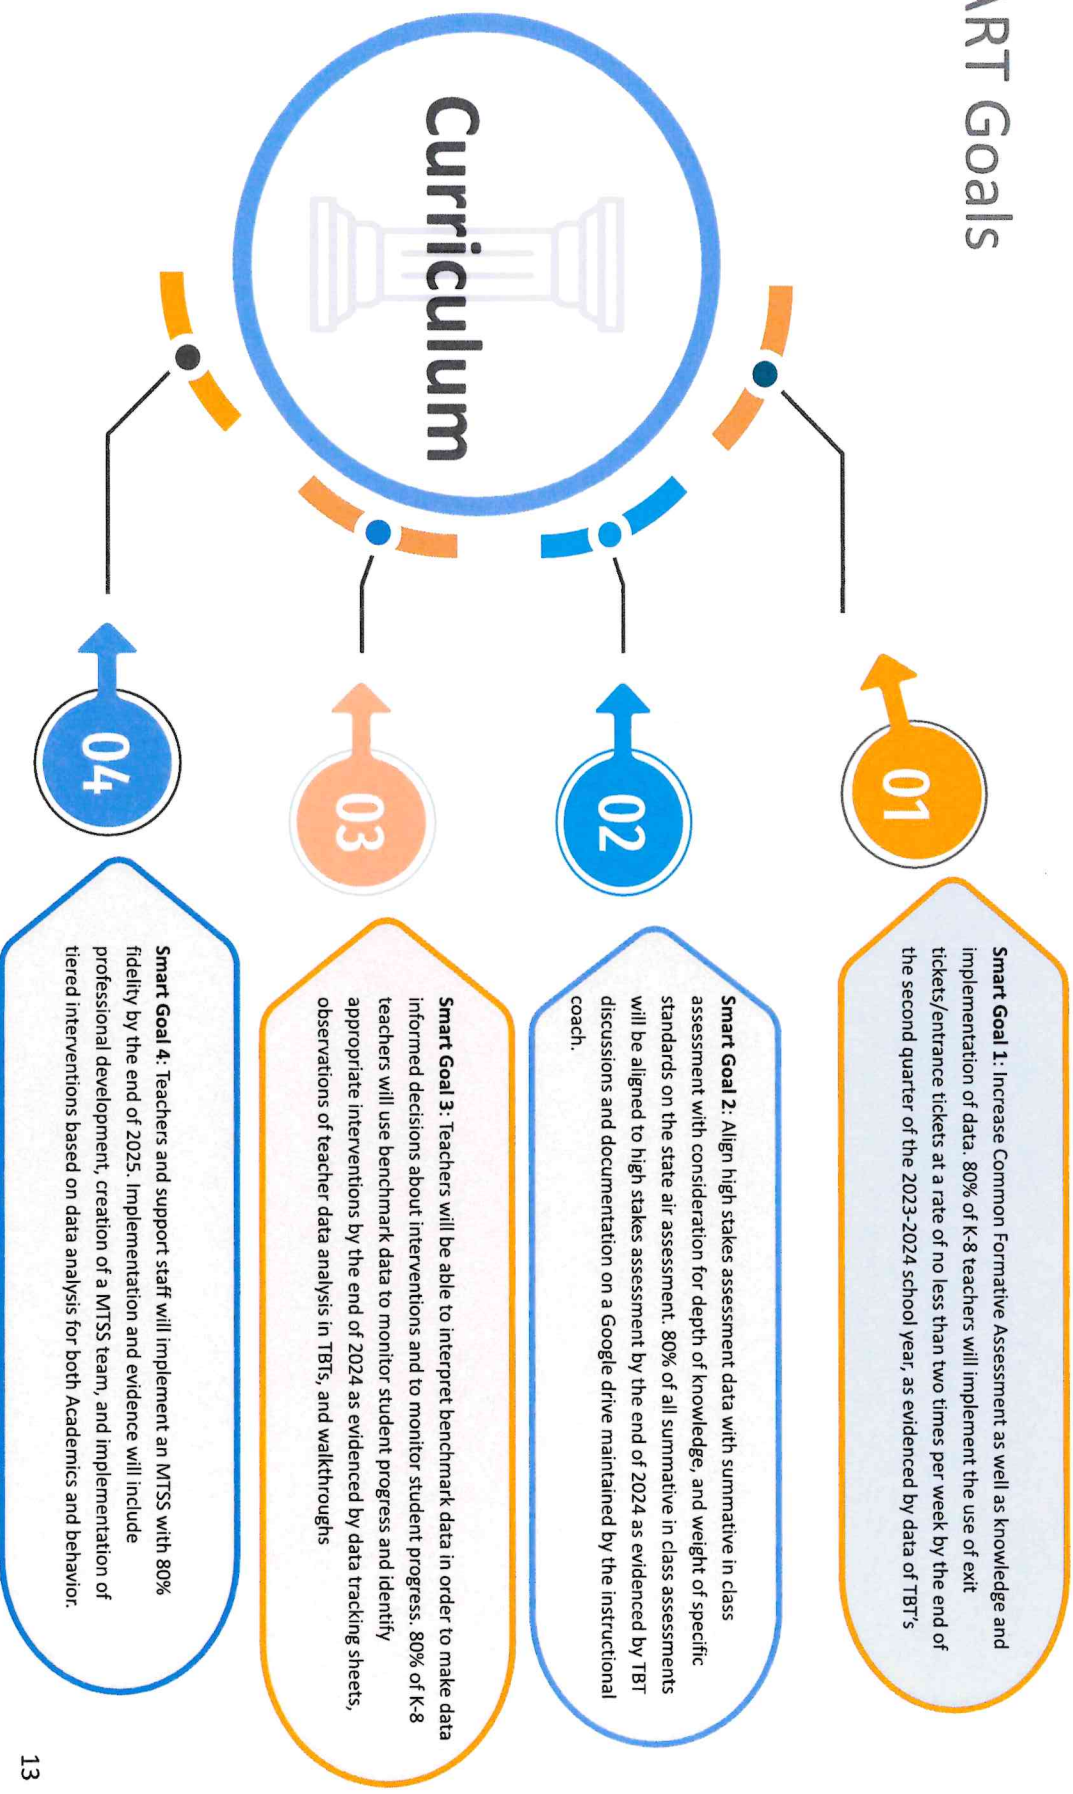 ART Goals
Curriculum
01
Smart Goal 1: Increase Common Formative Assessment as well as knowledge and
implementation of data. 80% of K-8 teachers will implement the use of exit
tickets/entrance tickets at a rate of no less than two times per week by the end of
the second quarter of the 2023-2024 school year, as evidenced by data of TBT's
02
Smart Goal 2: Align high stakes assessment data with summative in class
assessment with consideration for depth of knowledge, and weight of specific
standards on the state air assessment. 80% of all summative in class assessments
will be aligned to high stakes assessment by the end of 2024 as evidenced by TBT
discussions and documentation on a Google drive maintained by the instructional
coach.
03
Smart Goal 3: Teachers will be able to interpret benchmark data in order to make data
informed decisions about interventions and to monitor student progress. 80% of K-8
teachers will use benchmark data to monitor student progress and identify
appropriate interventions by the end of 2024 as evidenced by data tracking sheets,
observations of teacher data analysis in TBTs, and walkthroughs
04
Smart Goal 4: Teachers and support staff will implement an MTSS with 80%
fidelity by the end of 2025. Implementation and evidence will include
professional development, creation of a MTSS team, and implementation of
tiered interventions based on data analysis for both Academics and behavior.
13